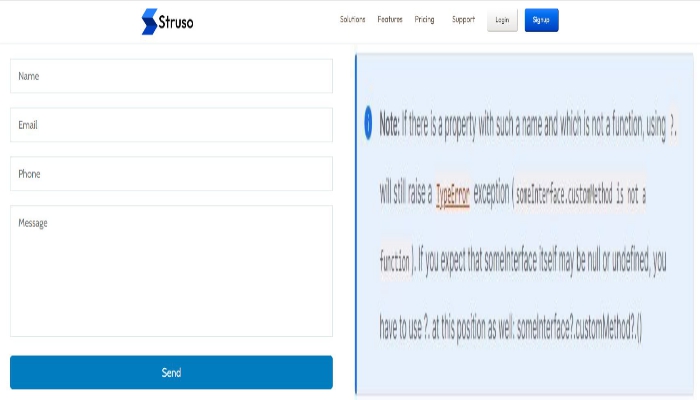 Struso
Solutions Features Pricing Support Login Signup
Name
Email
Phone
Message
Send
Note: If there is a property with such a name and which is not a function, using ?.
will still raise a TypeError exception (someInterface.customMethod is not a
function). If you expect that someInterface itself may be null or undefined, you
have to use ?. at this position as well: someInterface?.customMethod?.()